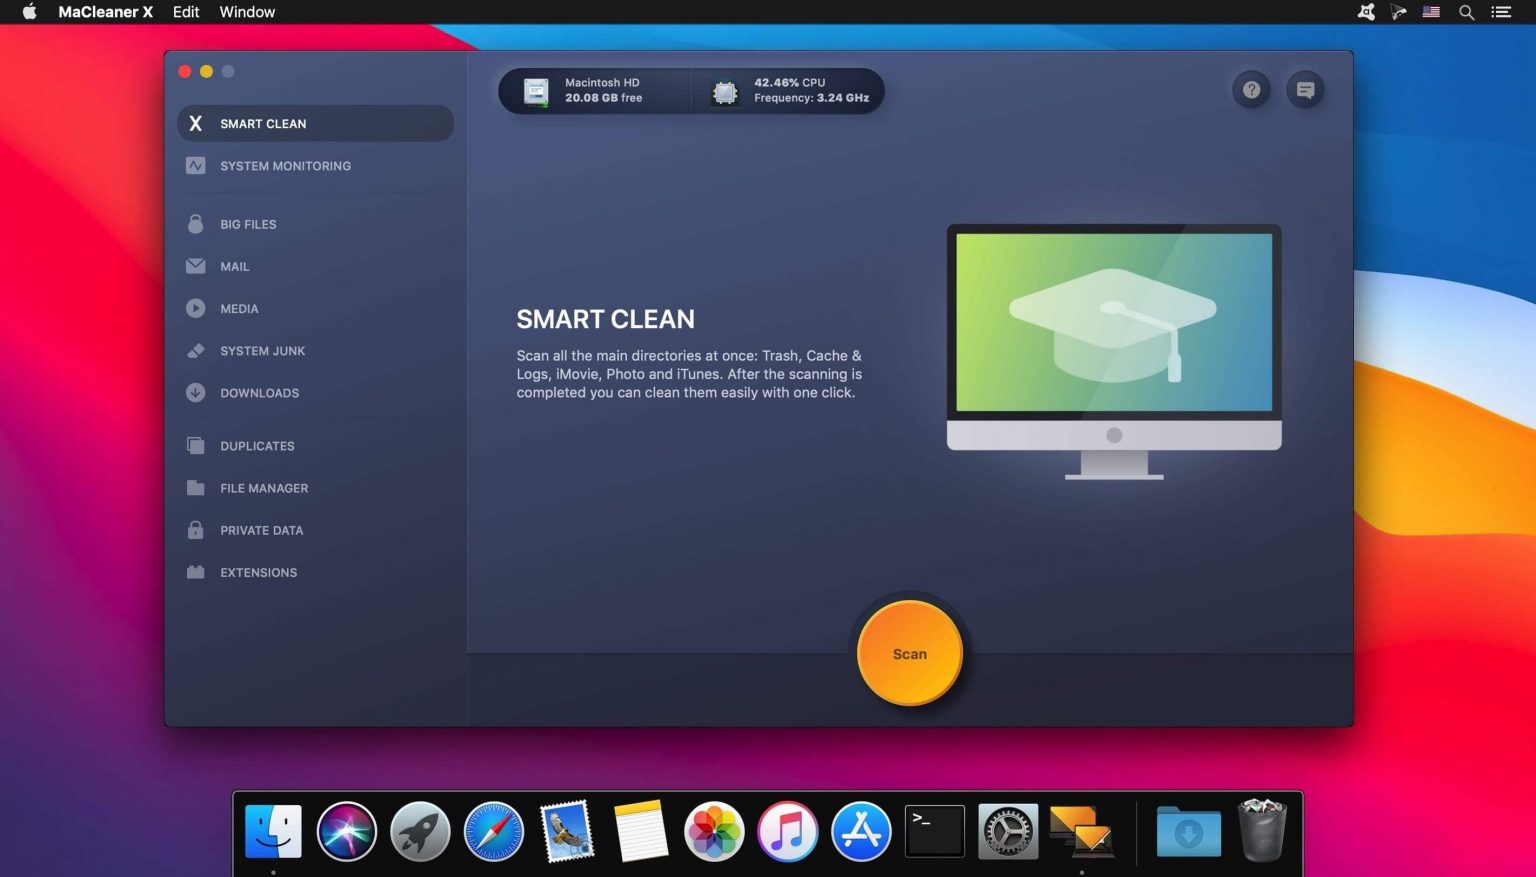 MaCleaner X Edit Window
Macintosh HD
20.08 GB free
42.46% CPU
Frequency: 3.24 GHz
?
X SMART CLEAN
SYSTEM MONITORING
BIG FILES
MAIL
MEDIA
SYSTEM JUNK
DOWNLOADS
DUPLICATES
FILE MANAGER
PRIVATE DATA
EXTENSIONS
SMART CLEAN
Scan all the main directories at once: Trash, Cache &
Logs, iMovie, Photo and iTunes. After the scanning is
completed you can clean them easily with one click.
Scan
>_